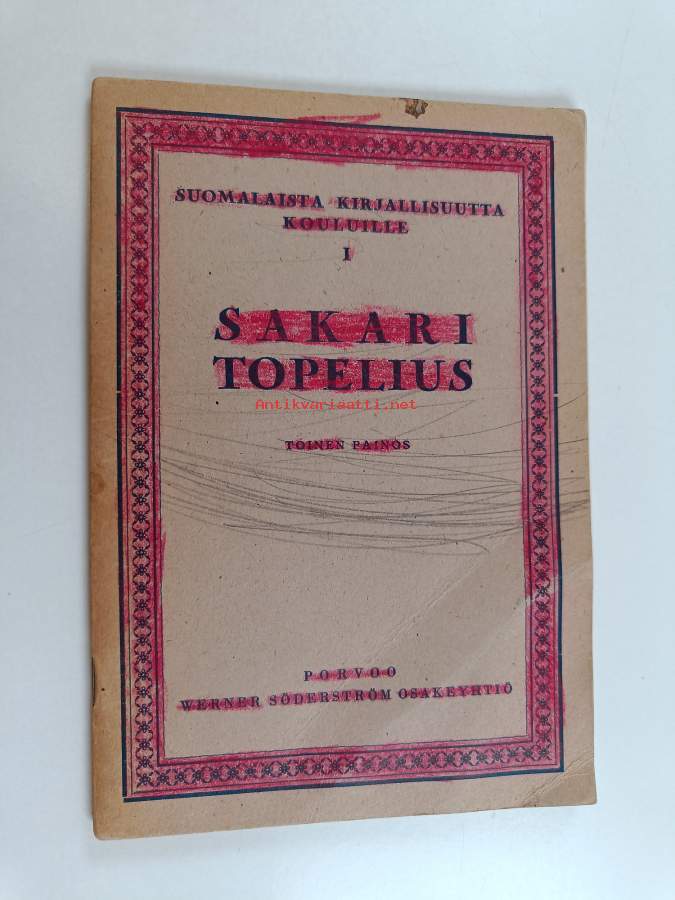 SUOMALAISTA KIRJALLISUUTTA
KOULUILLE
I
SAKARI
TOPELIUS
Antikvariaatti.net
TOINEN PAINOS
PORVOO
WERNER SÖDERSTRÖM OSAKEYHTIÖ